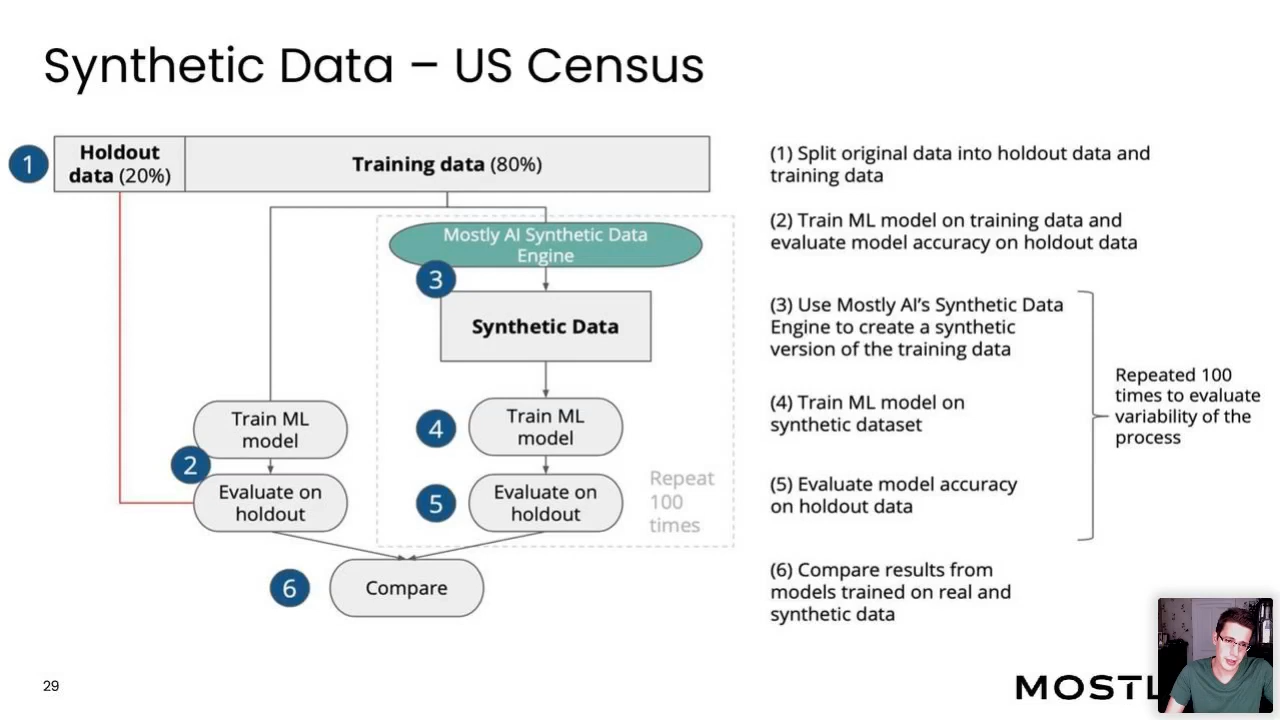 Synthetic Data – US Census
1
Holdout
data (20%)
Training data (80%)
Mostly AI Synthetic Data
Engine
3
Synthetic Data
Train ML
model
2
Evaluate on
holdout
4
Train ML
model
5
Evaluate on
holdout
Repeat
100
times
6
Compare
(1) Split original data into holdout data and
training data
(2) Train ML model on training data and
evaluate model accuracy on holdout data
(3) Use Mostly AI’s Synthetic Data
Engine to create a synthetic
version of the training data
(4) Train ML model on
synthetic dataset
(5) Evaluate model accuracy
on holdout data
Repeated 100
times to evaluate
variability of the
process
(6) Compare results from
models trained on real and
synthetic data
29
MOSTL